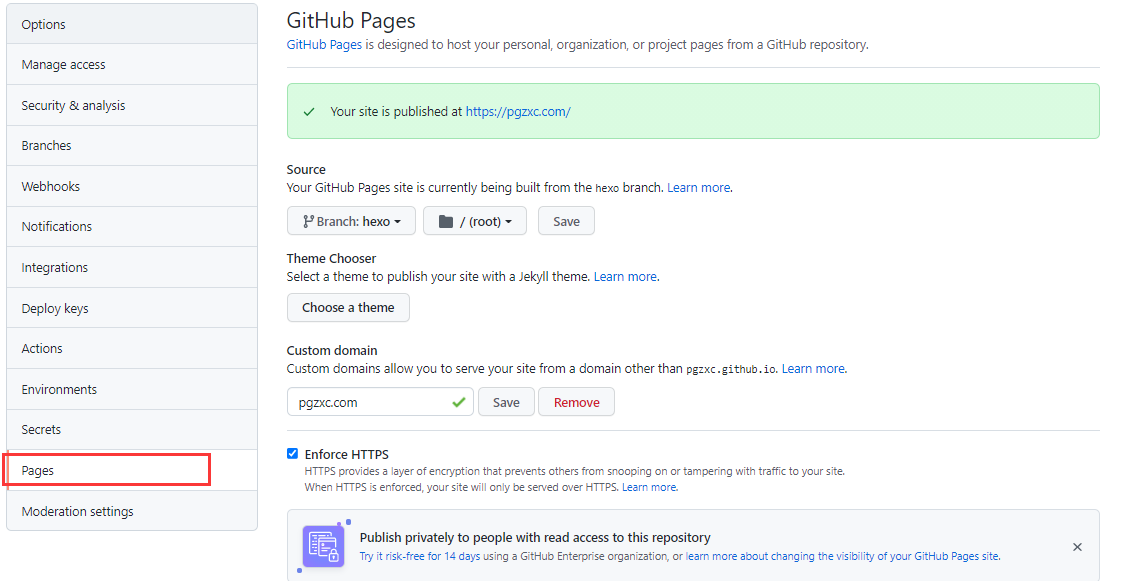 Options
Manage access
Security & analysis
Branches
Webhooks
Notifications
Integrations
Deploy keys
Actions
Environments
Secrets
Pages
Moderation settings
GitHub Pages
GitHub Pages is designed to host your personal, organization, or project pages from a GitHub repository.
Your site is published at https://pgzxc.com/
Source
Your GitHub Pages site is currently being built from the hexo branch. Learn more.
Branch: hexo / (root) Save
Theme Chooser
Select a theme to publish your site with a Jekyll theme. Learn more.
Choose a theme
Custom domain
Custom domains allow you to serve your site from a domain other than pgzxc.github.io. Learn more.
pgzxc.com Save Remove
Enforce HTTPS
HTTPS provides a layer of encryption that prevents others from snooping on or tampering with traffic to your site.
When HTTPS is enforced, your site will only be served over HTTPS. Learn more.
Publish privately to people with read access to this repository
Try it risk-free for 14 days using a GitHub Enterprise organization, or learn more about changing the visibility of your GitHub Pages site.